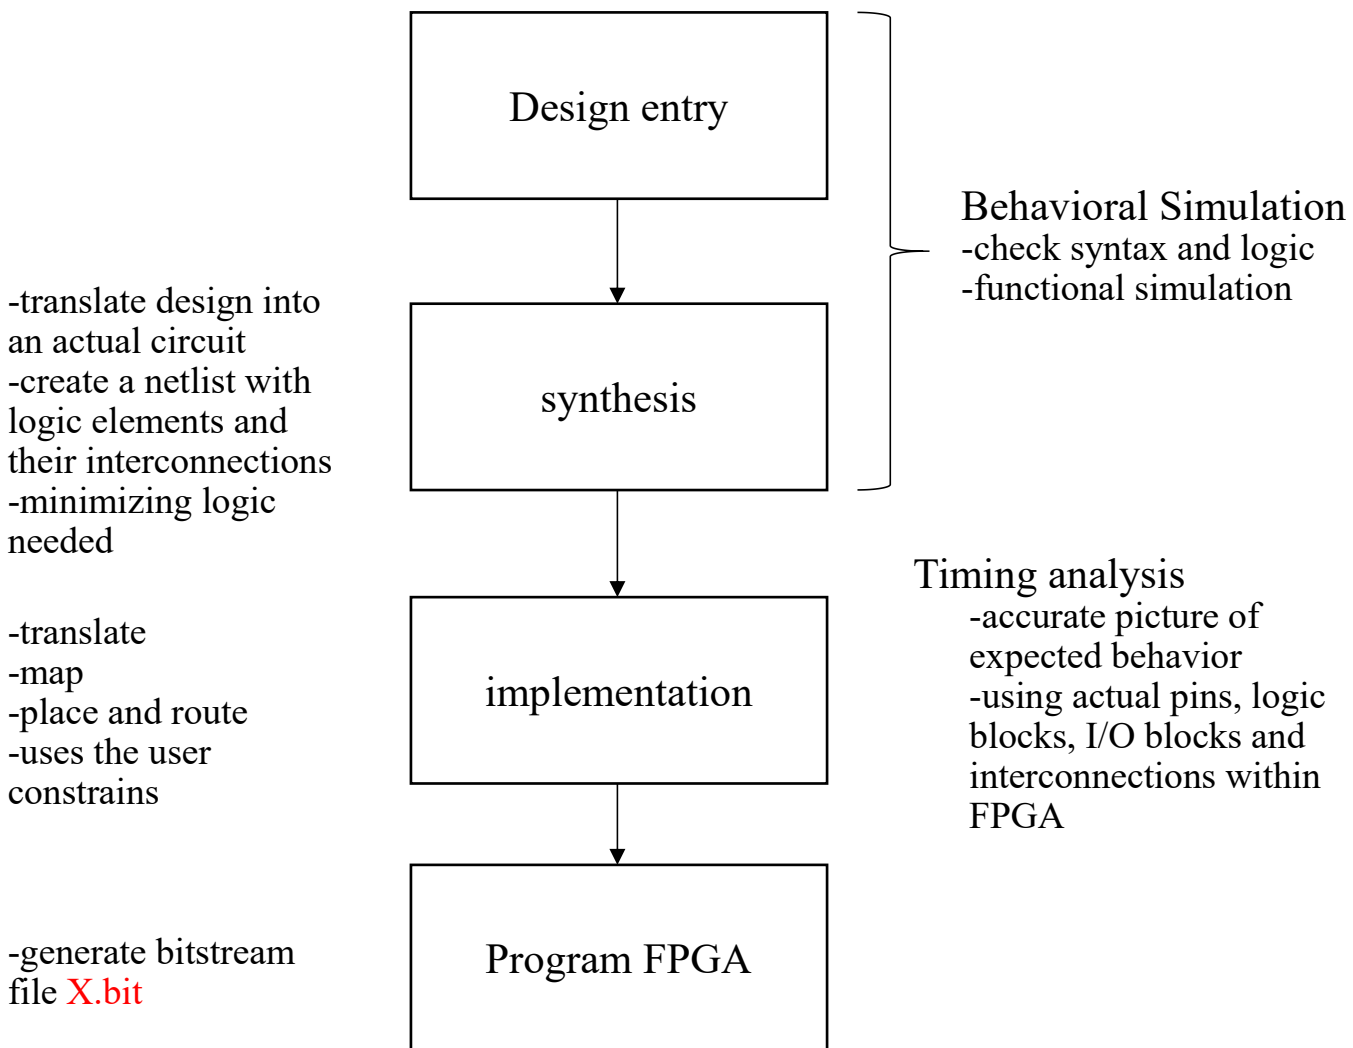 Design entry
Behavioral Simulation
-check syntax and logic
-functional simulation
-translate design into
an actual circuit
-create a netlist with
logic elements and
their interconnections
-minimizing logic
needed
synthesis
Timing analysis
-accurate picture of
expected behavior
-using actual pins, logic
blocks, I/O blocks and
interconnections within
FPGA
-translate
-map
-place and route
-uses the user
constrains
implementation
-generate bitstream
file X.bit
Program FPGA